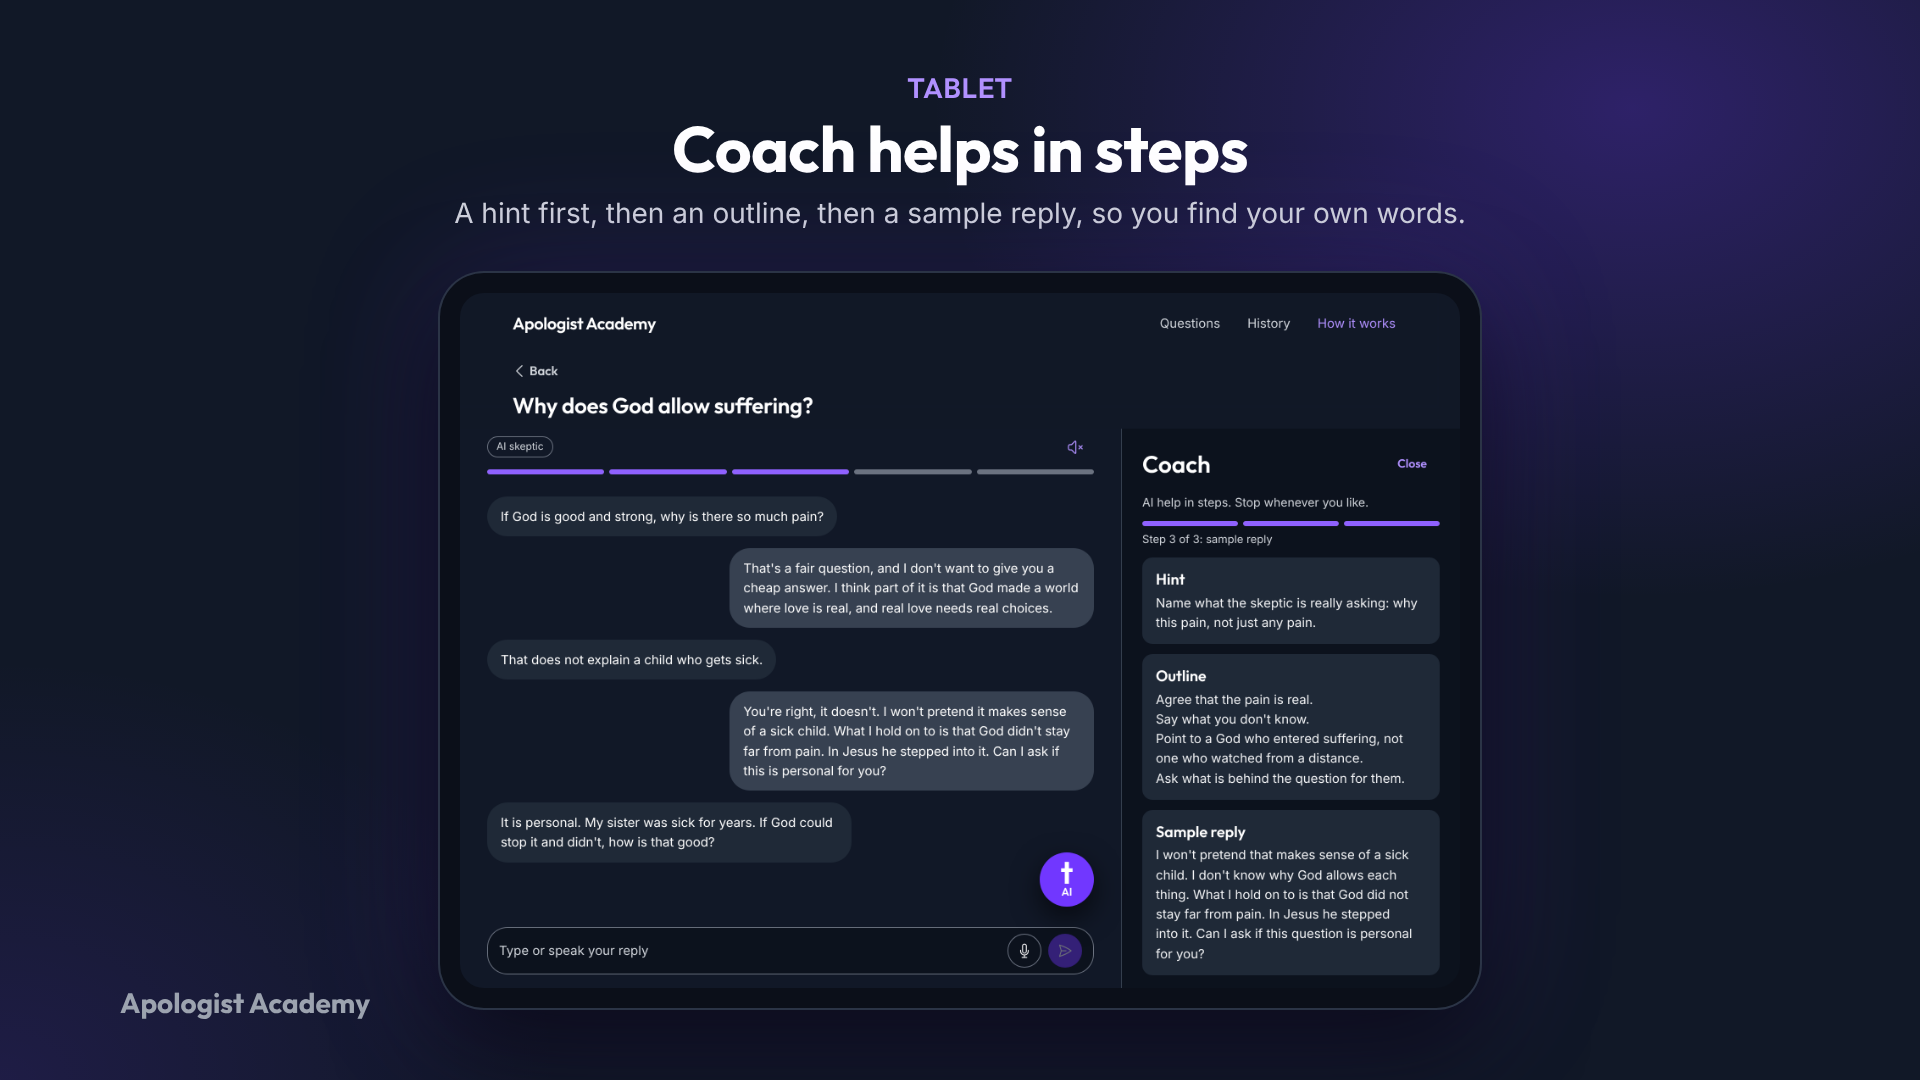 TABLET
Coach helps in steps
A hint first, then an outline, then a sample reply, so you find your own words.
Apologist Academy
Questions
History
How it works
Back
Why does God allow suffering?
AI skeptic
If God is good and strong, why is there so much pain?
That's a fair question, and I don't want to give you a
cheap answer. I think part of it is that God made a world
where love is real, and real love needs real choices.
That does not explain a child who gets sick.
You're right, it doesn't. I won't pretend it makes sense
of a sick child. What I hold on to is that God didn't stay
far from pain. In Jesus he stepped into it. Can I ask if
this is personal for you?
It is personal. My sister was sick for years. If God could
stop it and didn't, how is that good?
AI
Type or speak your reply
Coach
Close
AI help in steps. Stop whenever you like.
Step 3 of 3: sample reply
Hint
Name what the skeptic is really asking: why
this pain, not just any pain.
Outline
Agree that the pain is real.
Say what you don't know.
Point to a God who entered suffering, not
one who watched from a distance.
Ask what is behind the question for them.
Sample reply
I won't pretend that makes sense of a sick
child. I don't know why God allows each
thing. What I hold on to is that God did not
stay far from pain. In Jesus he stepped
into it. Can I ask if this question is personal
for you?
Apologist Academy